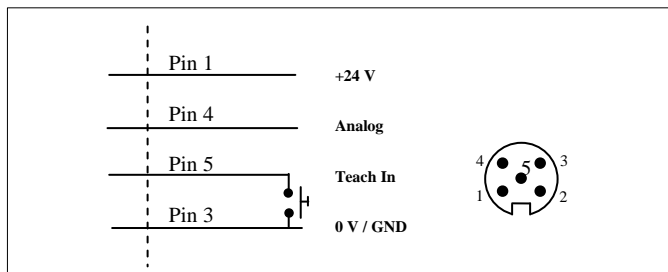 Pin 1 +24 V
Pin 4 Analog
Pin 5 Teach In
Pin 3 0 V / GND
4 5 3
1 2